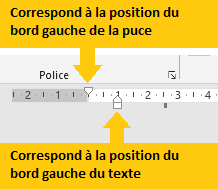 Correspond à la position du
bord gauche de la puce
Police
2 1 1 2 3 4
Correspond à la position du
bord gauche du texte